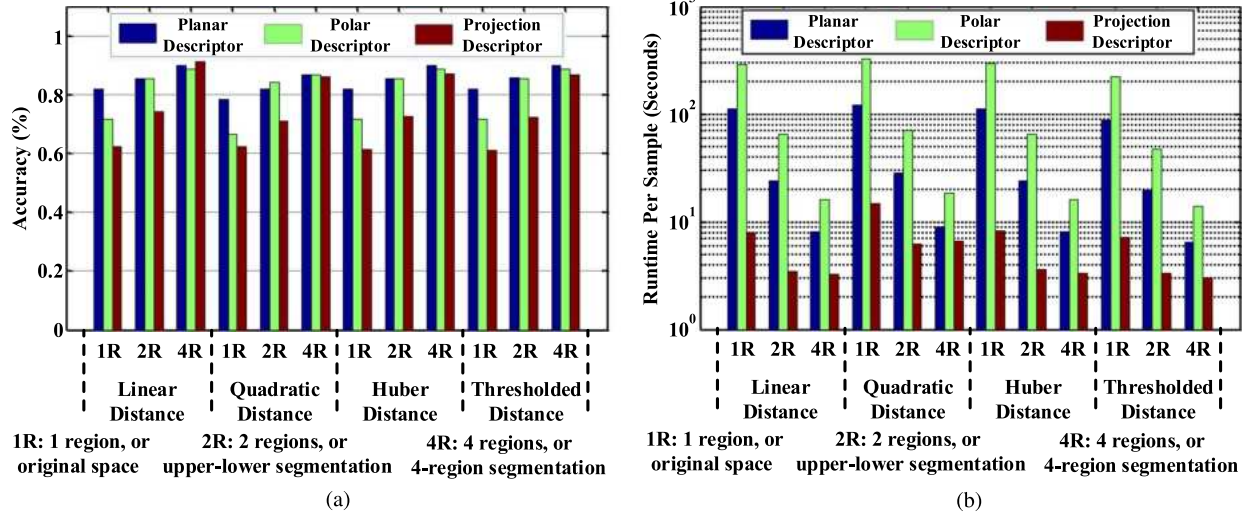 Planar Descriptor
Polar Descriptor
Projection Descriptor
Accuracy (%)
1
0.8
0.6
0.4
0.2
0
1R 2R 4R 1R 2R 4R 1R 2R 4R 1R 2R 4R
Linear Distance
Quadratic Distance
Huber Distance
Thresholded Distance
1R: 1 region, or
original space
2R: 2 regions, or
upper-lower segmentation
4R: 4 regions, or
4-region segmentation
(a)
Planar Descriptor
Polar Descriptor
Projection Descriptor
Runtime Per Sample (Seconds)
10³
10²
10¹
10⁰
1R 2R 4R 1R 2R 4R 1R 2R 4R 1R 2R 4R
Linear Distance
Quadratic Distance
Huber Distance
Thresholded Distance
1R: 1 region, or
original space
2R: 2 regions, or
upper-lower segmentation
4R: 4 regions, or
4-region segmentation
(b)